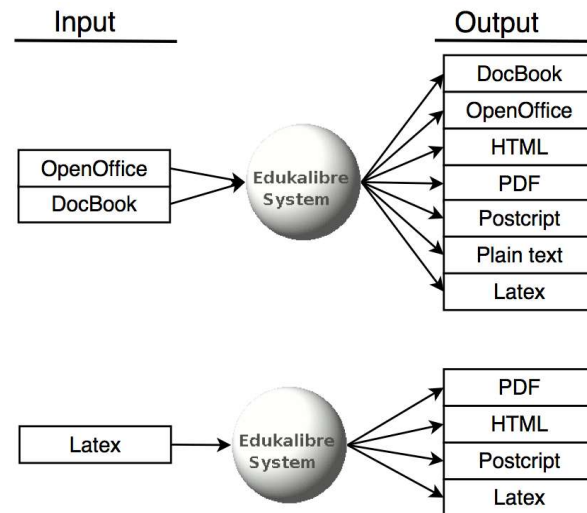 Input
Output
OpenOffice
DocBook
Edukalibre
System
DocBook
OpenOffice
HTML
PDF
Postcript
Plain text
Latex
Latex
Edukalibre
System
PDF
HTML
Postcript
Latex